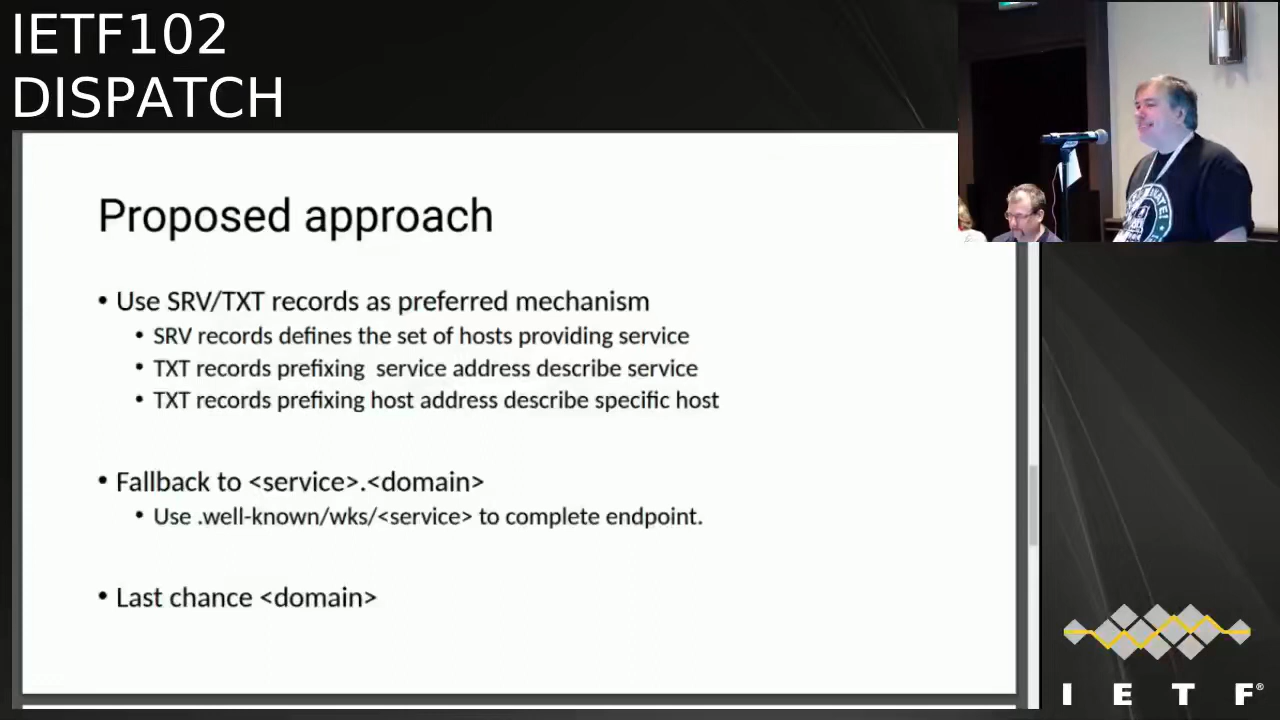 IETF102
DISPATCH
Proposed approach
• Use SRV/TXT records as preferred mechanism
• SRV records defines the set of hosts providing service
• TXT records prefixing  service address describe service
• TXT records prefixing host address describe specific host
• Fallback to <service>.<domain>
• Use .well-known/wks/<service> to complete endpoint.
• Last chance <domain>
I E T F®